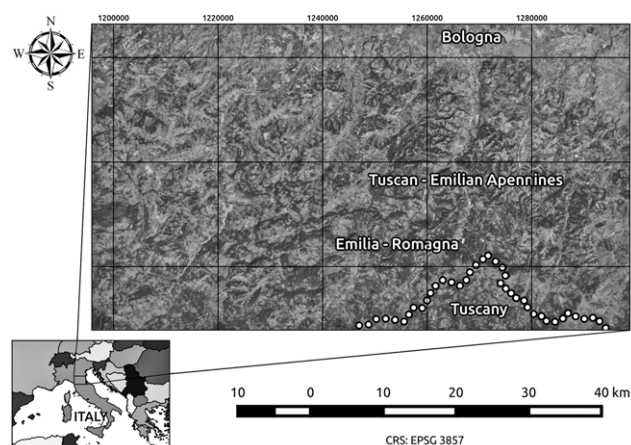 1200000 1220000 1240000 1260000 1280000
N
W E
S
Bologna
Tuscan - Emilian Apennines
Emilia - Romagna
Tuscany
ITALY
10 0 10 20 30 40 km
CRS: EPSG 3857